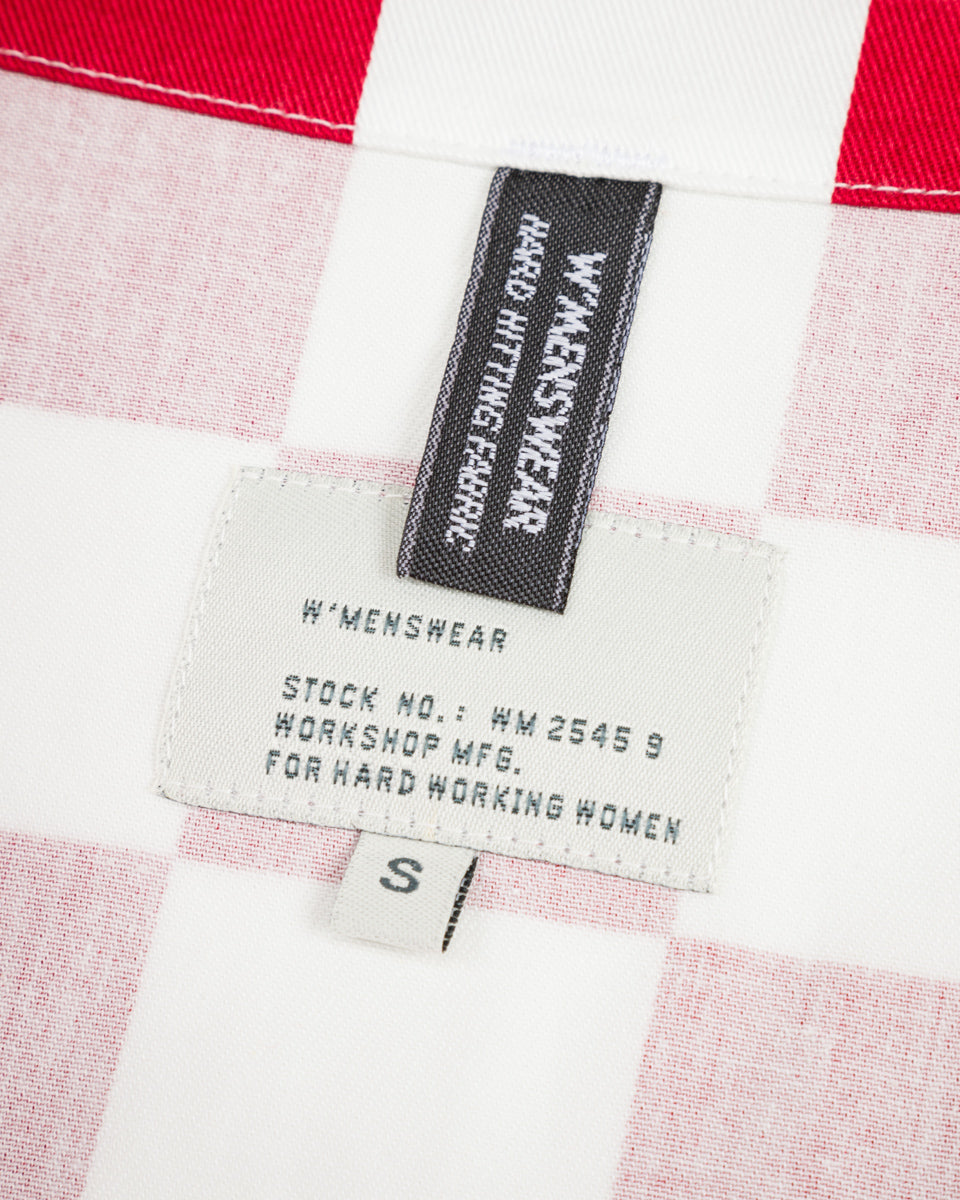 W'MENSWEAR
HARD HITTING FABRIC
W'MENSWEAR
STOCK NO.: WM 2545 9
WORKSHOP MFG.
FOR HARD WORKING WOMEN
S